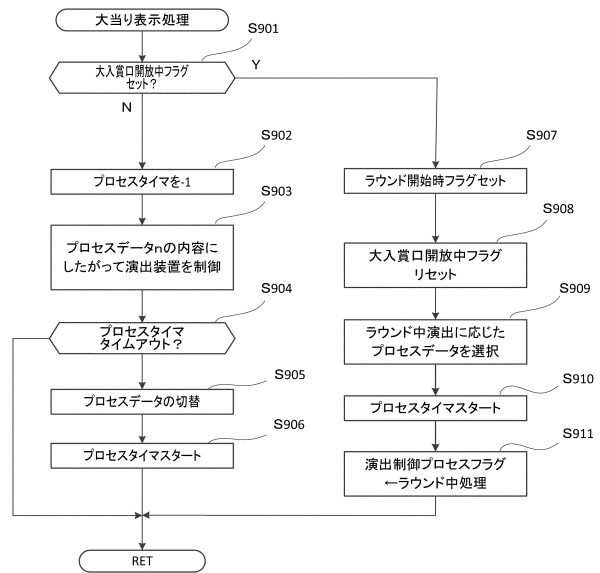 大当り表示処理
S901
大入賞口開放中フラグ
セット？
Y
N
S902
プロセスタイマを-1
S903
プロセスデータnの内容に
したがって演出装置を制御
S904
プロセスタイマ
タイムアウト？
S905
プロセスデータの切替
S906
プロセスタイマスタート
S907
ラウンド開始時フラグセット
S908
大入賞口開放中フラグ
リセット
S909
ラウンド中演出に応じた
プロセスデータを選択
S910
プロセスタイマスタート
S911
演出制御プロセスフラグ
←ラウンド中処理
RET